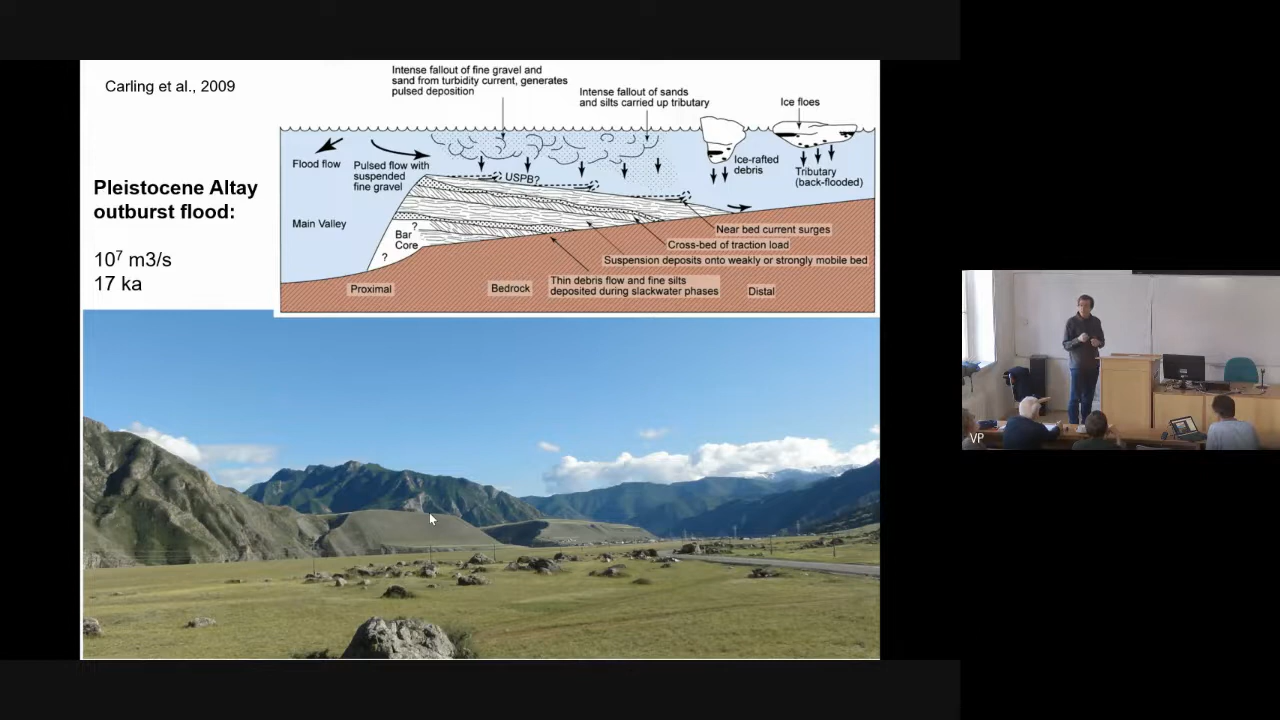 Carling et al., 2009
Pleistocene Altay
outburst flood:
10⁷ m3/s
17 ka
Intense fallout of fine gravel and
sand from turbidity current, generates
pulsed deposition
Intense fallout of sands
and silts carried up tributary
Ice floes
Flood flow
Pulsed flow with
suspended
fine gravel
USPB?
Ice-rafted
debris
Tributary
(back-flooded)
Main Valley
?
Bar
Core
?
Near bed current surges
Cross-bed of traction load
Suspension deposits onto weakly or strongly mobile bed
Thin debris flow and fine silts
deposited during slackwater phases
Proximal
Bedrock
Distal
VP